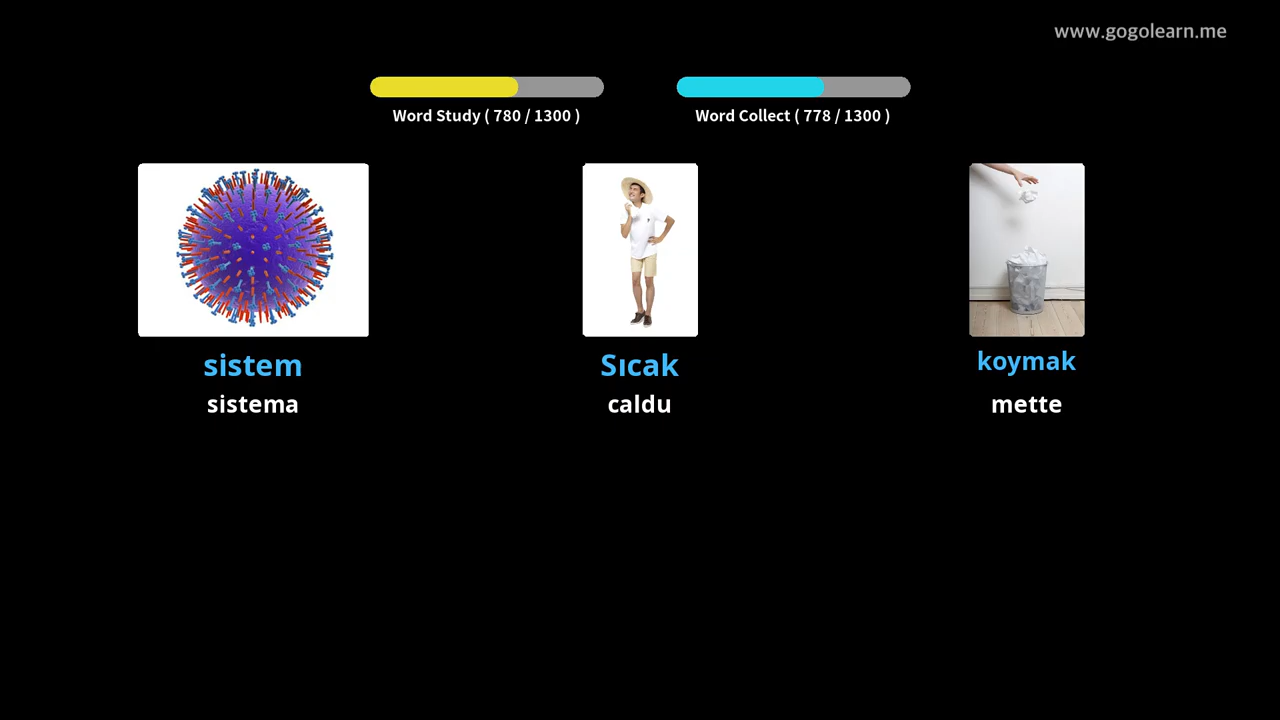 www.gogolearn.me
Word Study ( 780 / 1300 )
Word Collect ( 778 / 1300 )
sistem
Sıcak
koymak
sistema
caldu
mette